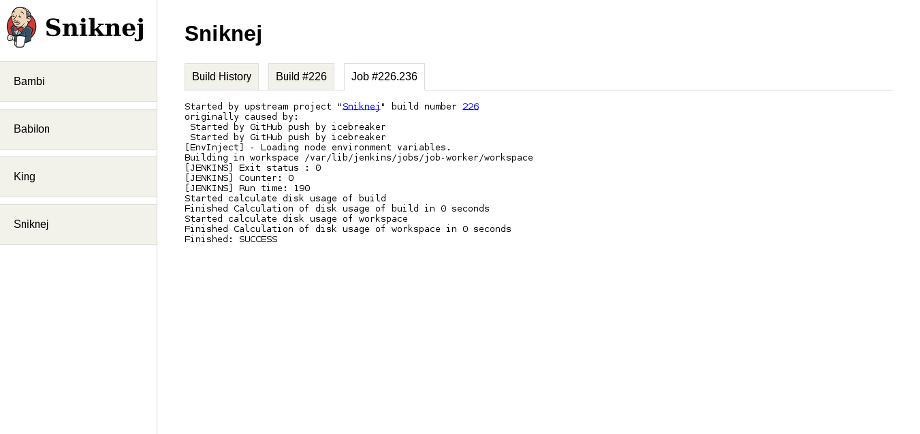 Sniknej
Bambi
Babilon
King
Sniknej
Sniknej
Build History
Build #226
Job #226.236
Started by upstream project "Sniknej" build number 226
originally caused by:
Started by GitHub push by icebreaker
Started by GitHub push by icebreaker
[EnvInject] - Loading node environment variables.
Building in workspace /var/lib/jenkins/jobs/job-worker/workspace
[JENKINS] Exit status : 0
[JENKINS] Counter: 0
[JENKINS] Run time: 190
Started calculate disk usage of build
Finished Calculation of disk usage of build in 0 seconds
Started calculate disk usage of workspace
Finished Calculation of disk usage of workspace in 0 seconds
Finished: SUCCESS